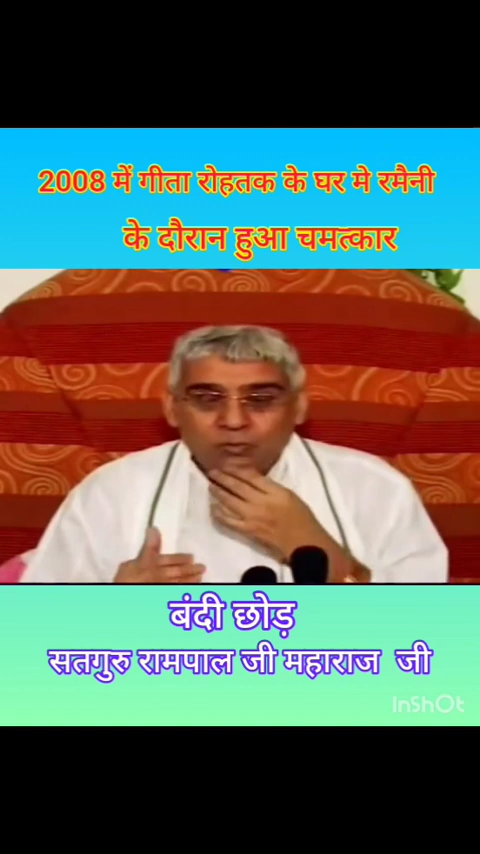 2008 में गीता रोहतक के घर मे रमैनी
के दौरान हुआ चमत्कार
बंदी छोड़
सतगुरु रामपाल जी महाराज जी
InShOt